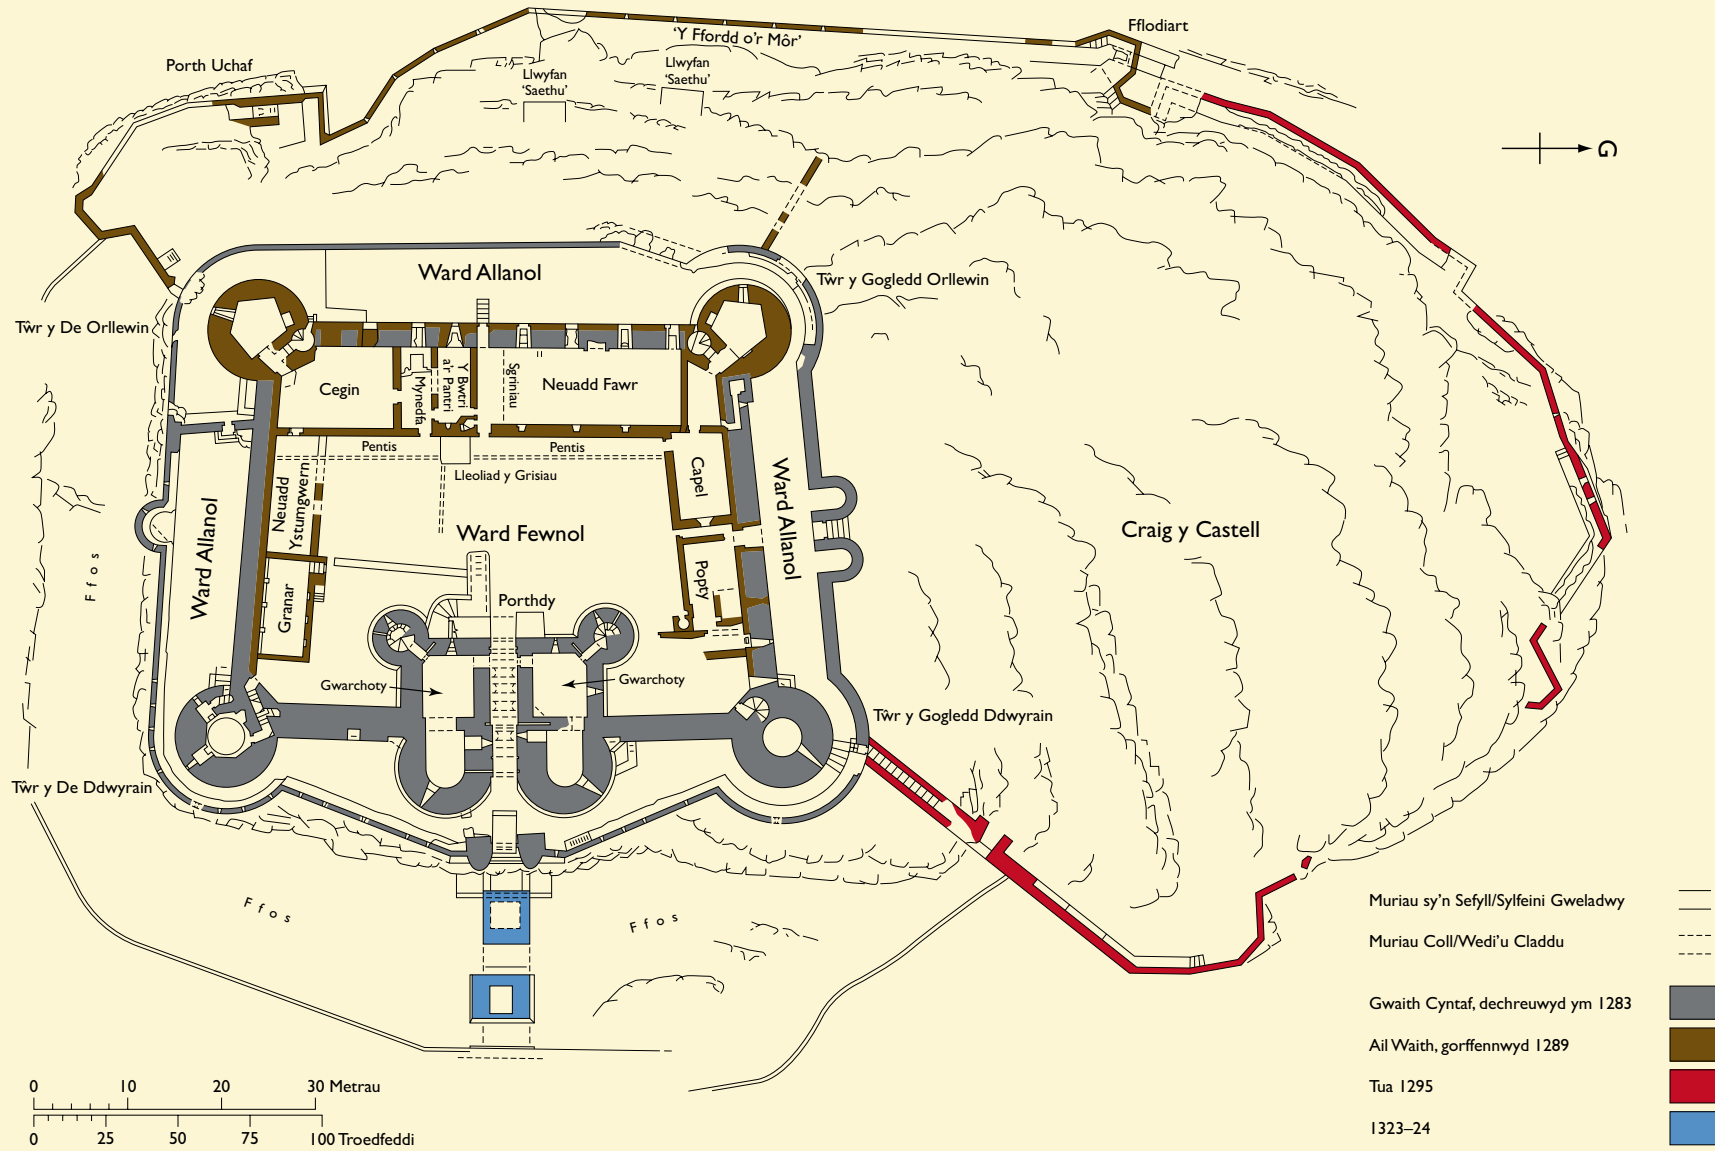 Fflodiart
'Y Ffordd o'r Môr'
Porth Uchaf
Llwyfan
'Saethu'
Llwyfan
'Saethu'
G
Ward Allanol
Tŵr y Gogledd Orllewin
Tŵr y De Orllewin
Cegin
Mynedfa
Y Bwtri
a'r Pantri
Sgriniau
Neuadd Fawr
Pentis
Pentis
Lleoliad y Grisiau
Capel
Neuadd
Ystumgwern
Ward Allanol
Ward Allanol
Ward Fewnol
Craig y Castell
Ffos
Granar
Popty
Porthdy
Gwarchoty
Gwarchoty
Tŵr y Gogledd Ddwyrain
Tŵr y De Ddwyrain
Ffos
Ffos
Muriau sy'n Sefyll/Sylfeini Gweladwy
Muriau Coll/Wedi'u Claddu
Gwaith Cyntaf, dechreuwyd ym 1283
Ail Waith, gorffennwyd 1289
Tua 1295
1323–24
0 10 20 30 Metrau
0 25 50 75 100 Troedfeddi